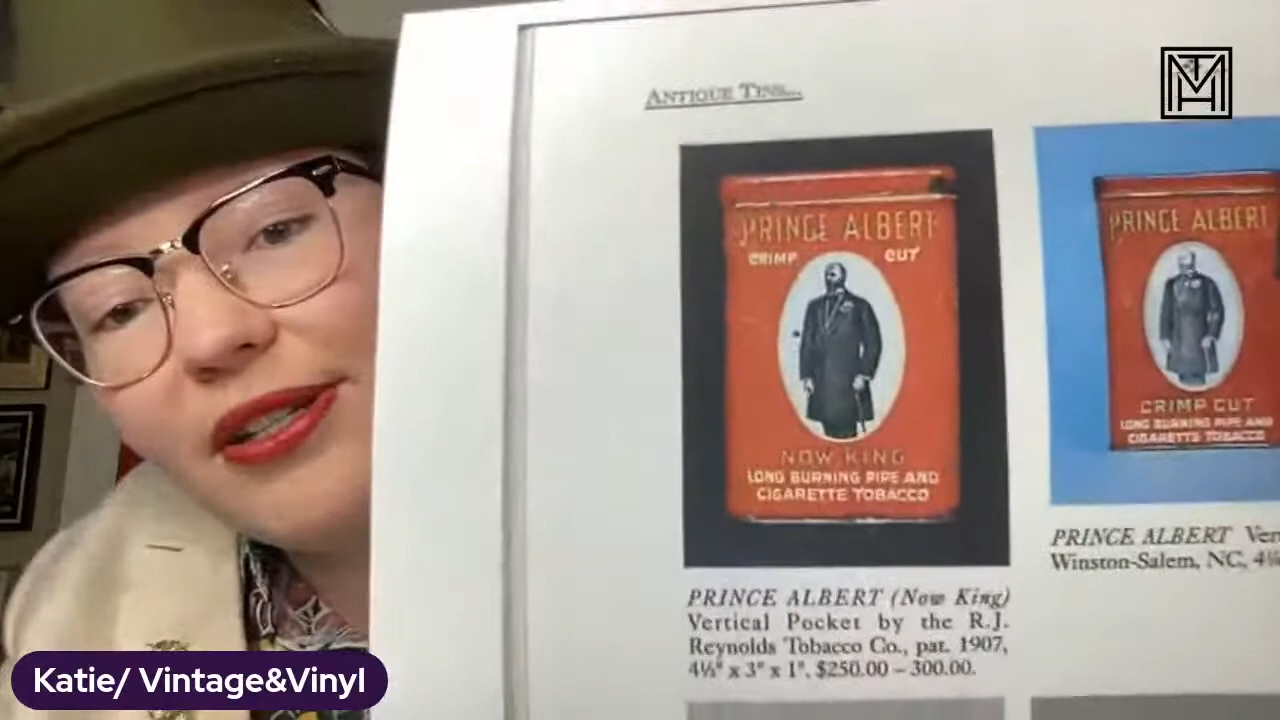 ANTIQUE TINS...
PRINCE ALBERT
CRIMP CUT
NOW KING
LONG BURNING PIPE AND
CIGARETTE TOBACCO
PRINCE ALBERT (Now King)
Vertical Pocket by the R.J.
Reynolds Tobacco Co., pat. 1907,
4½" x 3" x 1". $250.00 – 300.00.
PRINCE ALBERT
CRIMP CUT
LONG BURNING PIPE AND
CIGARETTE TOBACCO
PRINCE ALBERT
Winston-Salem, NC,
TMH
Katie/ Vintage&Vinyl